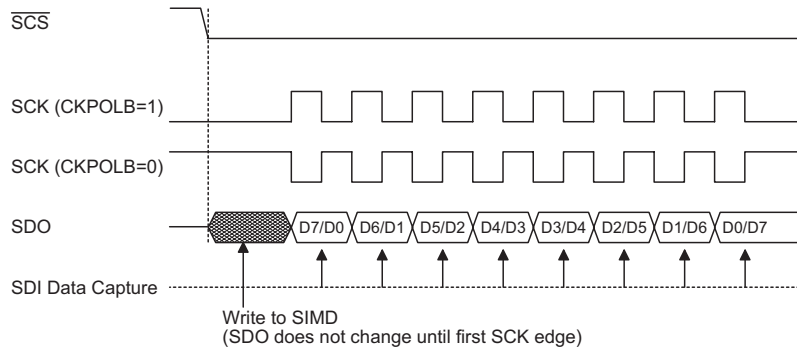 SCS
SCK (CKPOLB=1)
SCK (CKPOLB=0)
SDO D7/D0 D6/D1 D5/D2 D4/D3 D3/D4 D2/D5 D1/D6 D0/D7
SDI Data Capture
Write to SIMD
(SDO does not change until first SCK edge)